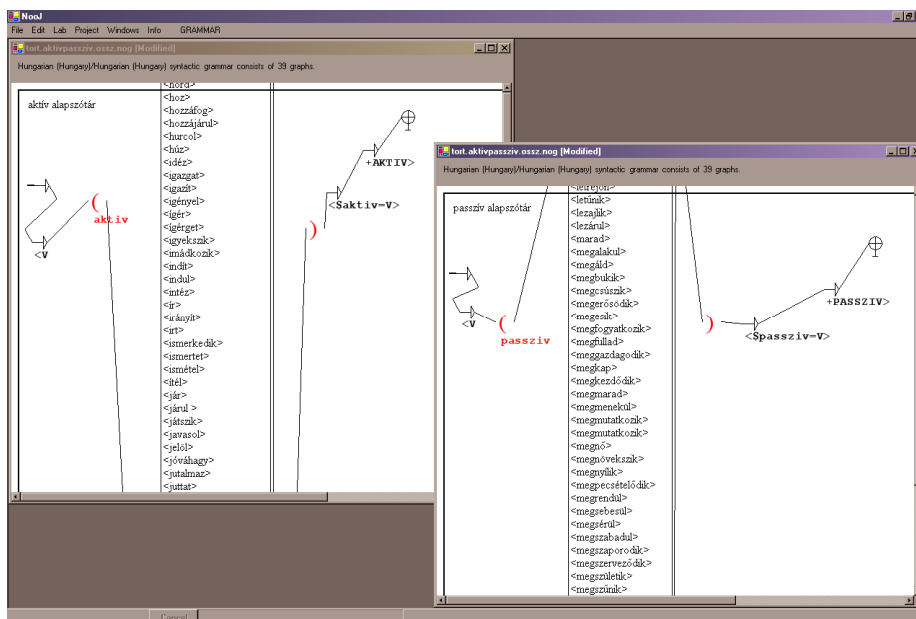 NooJ
File Edit Lab Project Windows Info GRAMMAR
tort.aktivpassziv.ossz.nog [Modified]
Hungarian (Hungary)/Hungarian (Hungary) syntactic grammar consists of 39 graphs.
aktív alapszótár
<V
(
aktiv
<hord>
<hoz>
<hozzáfog>
<hozzájárul>
<hurcol>
<húz>
<idéz>
<igazgat>
<igazít>
<igényel>
<ígér>
<ígérget>
<igyekszik>
<imádkozik>
<indít>
<indul>
<intéz>
<ír>
<irányít>
<irt>
<ismerkedik>
<ismertet>
<ismétel>
<ítél>
<jár>
<járul >
<játszik>
<javasol>
<jelöl>
<jóváhagy>
<jutalmaz>
<juttat>
)
<$aktiv=V>
+AKTIV>
tort.aktivpassziv.ossz.nog [Modified]
Hungarian (Hungary)/Hungarian (Hungary) syntactic grammar consists of 39 graphs.
passzív alapszótár
<V
(
passziv
<létrejön>
<letűnik>
<lezajlik>
<lezárul>
<marad>
<megalakul>
<megáld>
<megbukik>
<megcsúszik>
<megerősödik>
<megesik>
<megfogyatkozik>
<megfullad>
<meggazdagodik>
<megkap>
<megkezdődik>
<megmarad>
<megmenekül>
<megmutatkozik>
<megmutatkozik>
<megnő>
<megnövekszik>
<megnyílik>
<megpecsételődik>
<megrendül>
<megsebesül>
<megsérül>
<megszabadul>
<megszaporodik>
<megszerveződik>
<megszületik>
<megszűnik>
)
<$passziv=V>
+PASSZIV>
Cancel